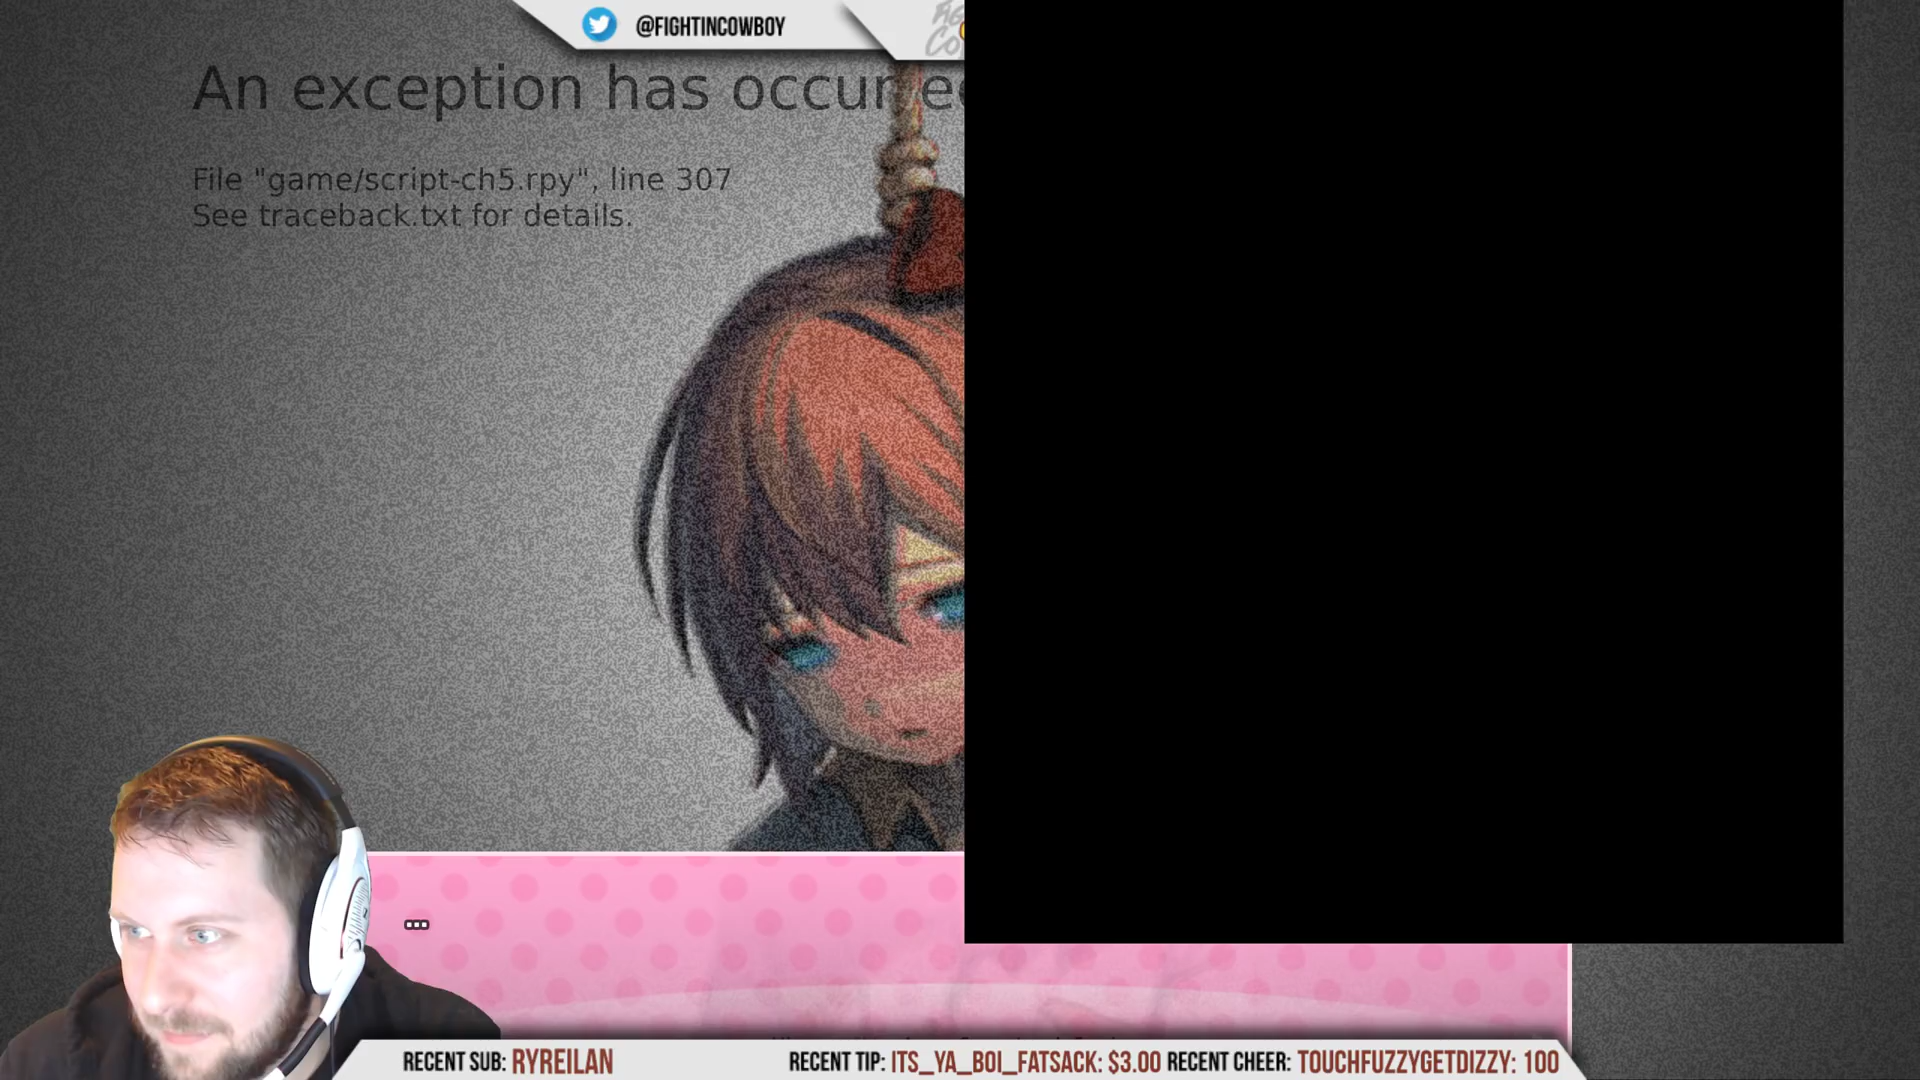 @FIGHTINCOWBOY
An exception has occurre
File "game/script-ch5.rpy", line 307
See traceback.txt for details.
...
RECENT SUB: RYREILAN
RECENT TIP: ITS_YA_BOI_FATSACK: $3.00 RECENT CHEER: TOUCHFUZZYGETDIZZY: 100